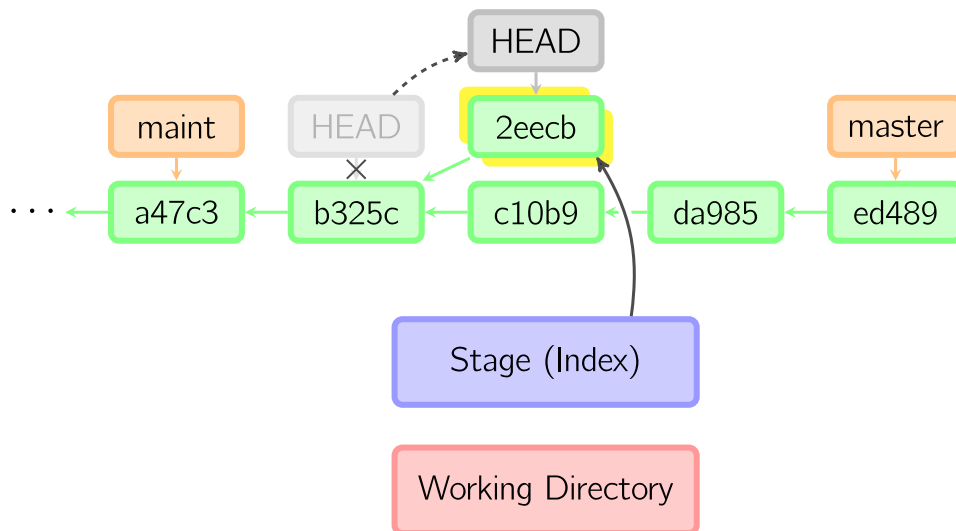 HEAD
maint
HEAD
2eecb
master
...
a47c3
b325c
c10b9
da985
ed489
Stage (Index)
Working Directory